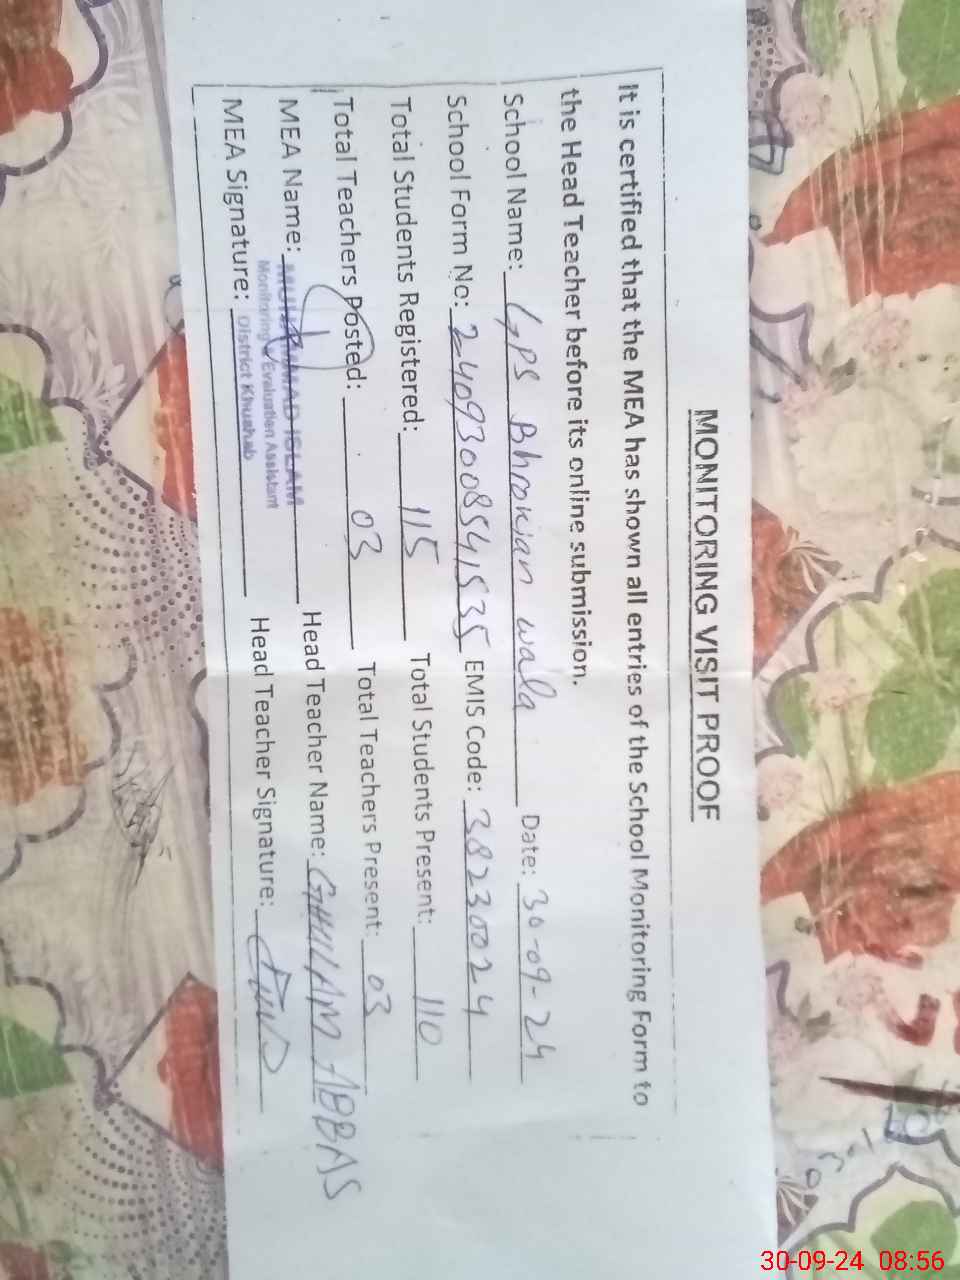 MONITORING VISIT PROOF
It is certified that the MEA has shown all entries of the School Monitoring Form to
the Head Teacher before its online submission.
School Name: GPS Bhrokian wala Date: 30-09-24
School Form No: 24093008541535 EMIS Code: 38230024
Total Students Registered: 115 Total Students Present: 110
Total Teachers Posted: 03 Total Teachers Present: 03
MEA Name: MUHAMMAD ISLAM Head Teacher Name: GHULAM ABBAS
Monitoring Evaluation Assistant
MEA Signature: District Khushab Head Teacher Signature:
30-09-24 08:56